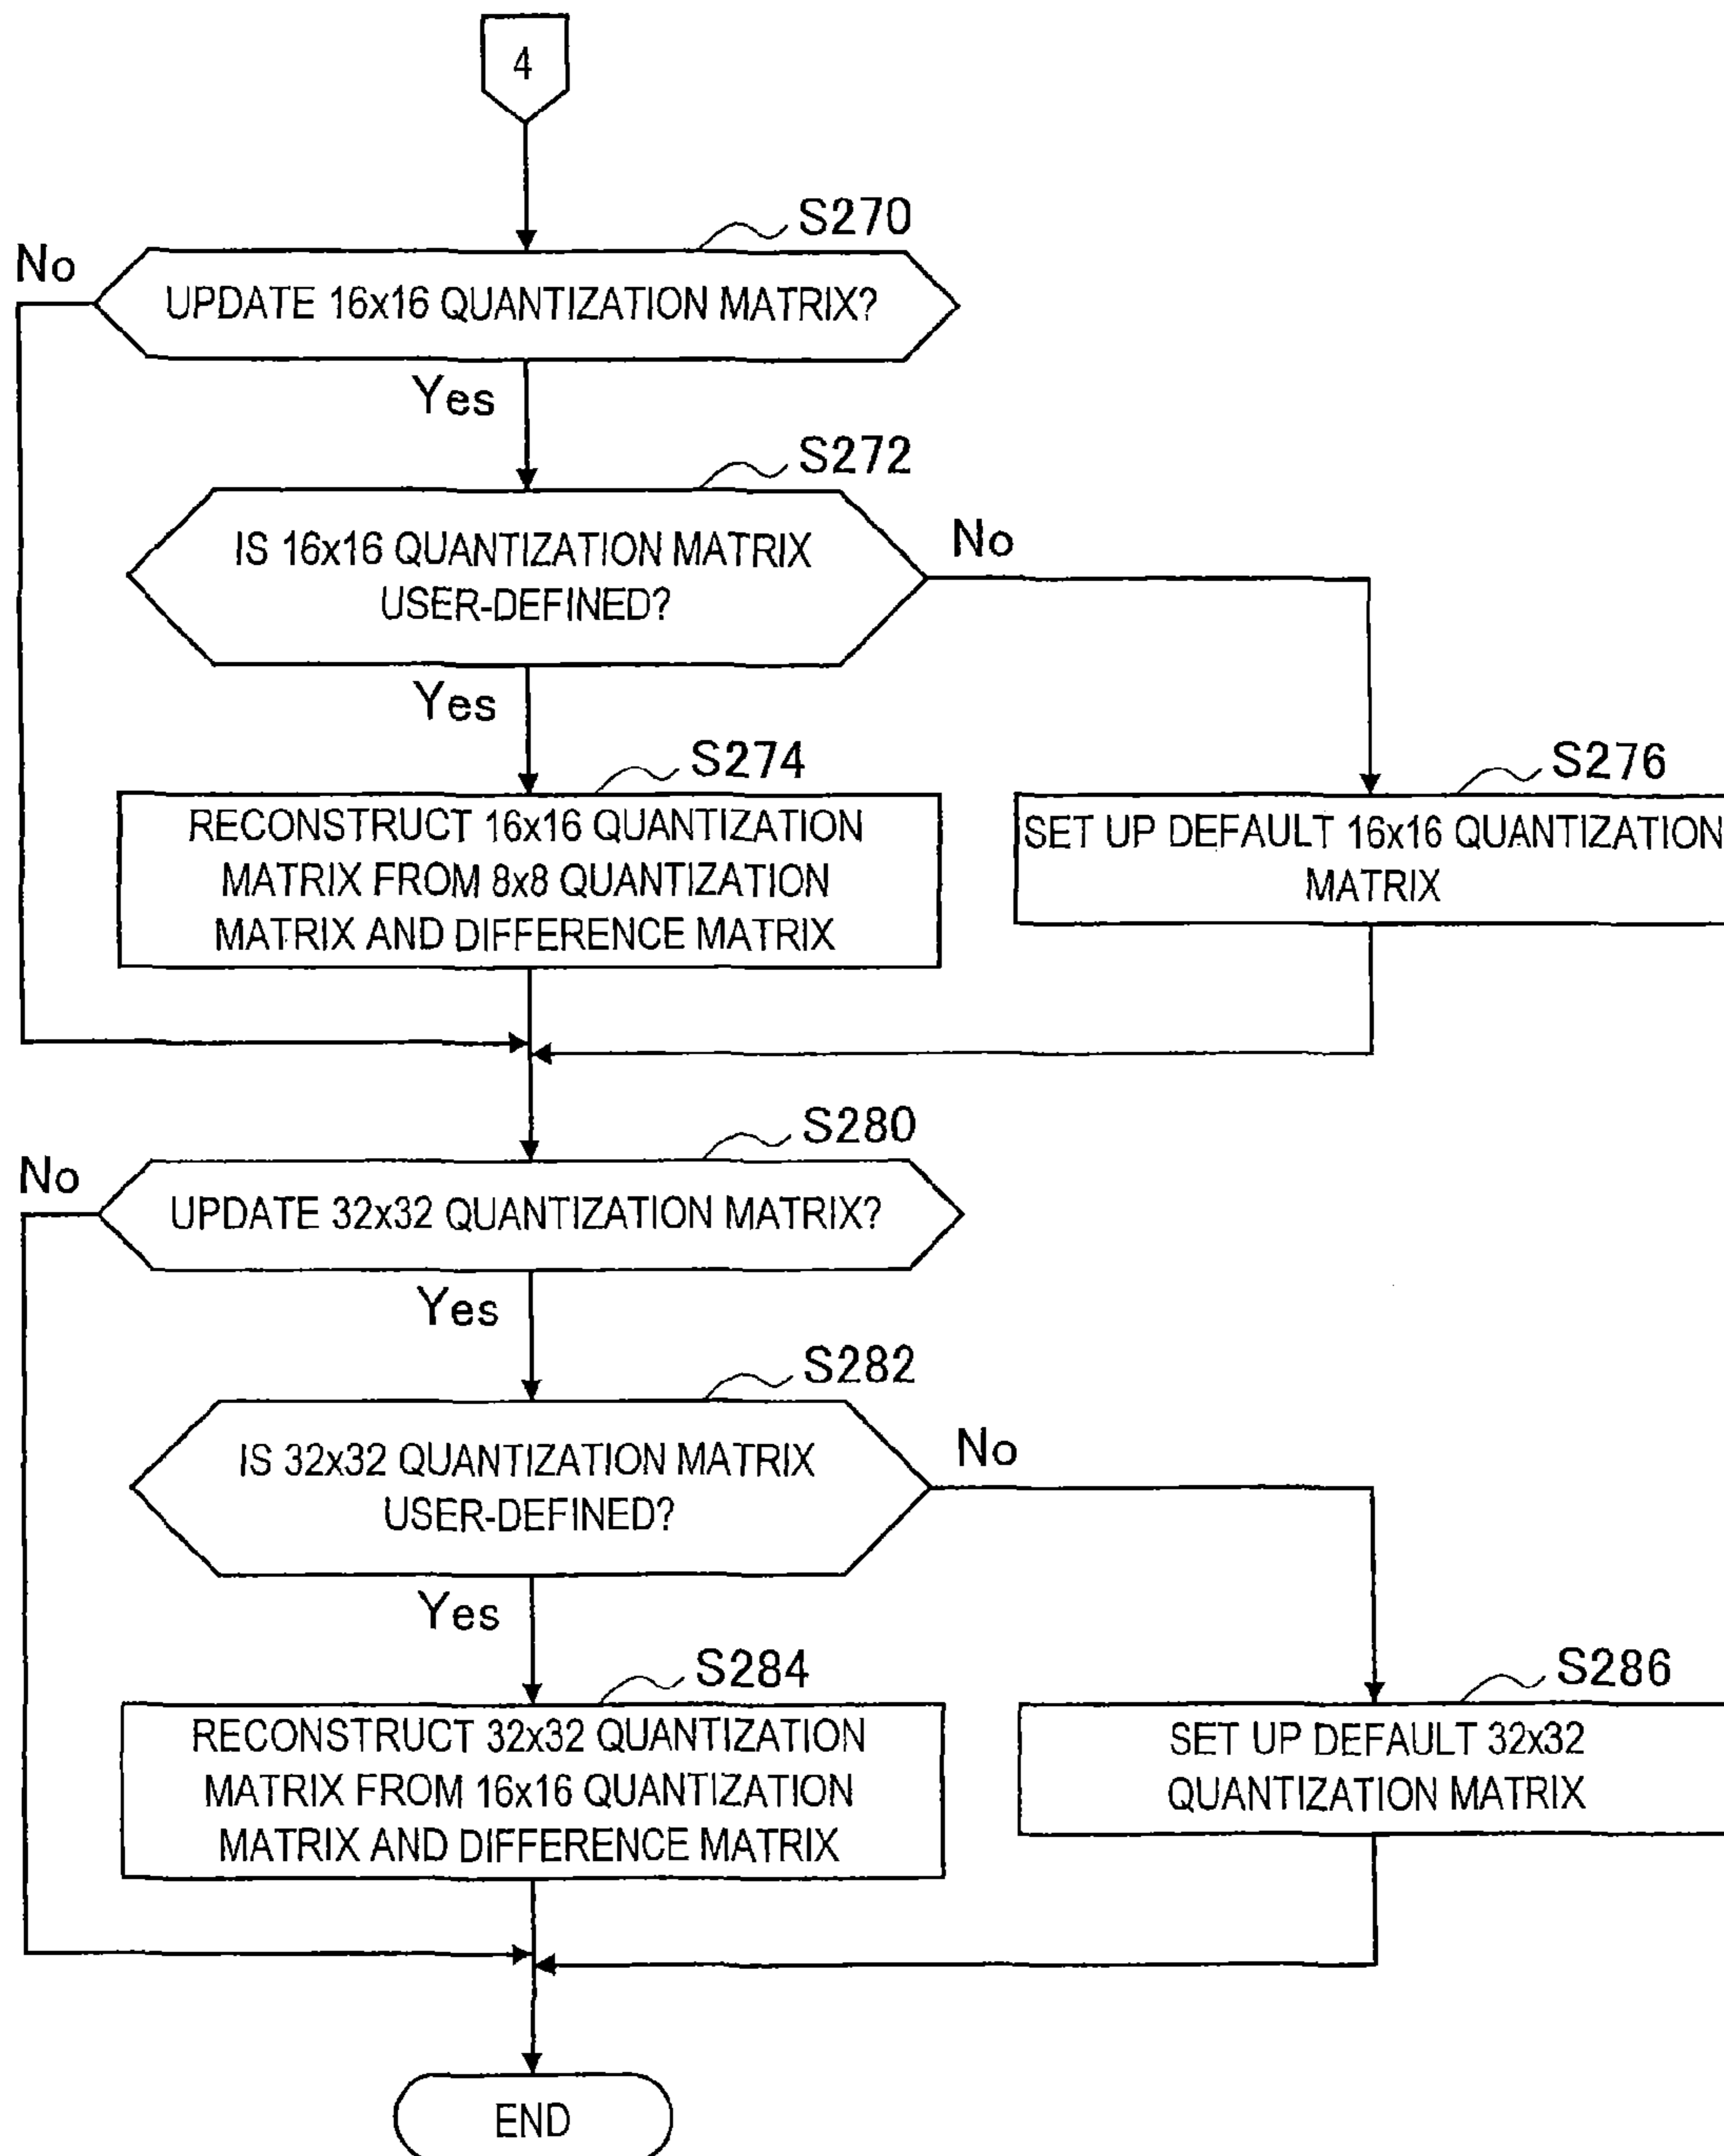 4
S270
No
UPDATE 16x16 QUANTIZATION MATRIX?
Yes
S272
IS 16x16 QUANTIZATION MATRIX
USER-DEFINED?
No
Yes
S274
RECONSTRUCT 16x16 QUANTIZATION
MATRIX FROM 8x8 QUANTIZATION
MATRIX AND DIFFERENCE MATRIX
S276
SET UP DEFAULT 16x16 QUANTIZATION
MATRIX
S280
No
UPDATE 32x32 QUANTIZATION MATRIX?
Yes
S282
IS 32x32 QUANTIZATION MATRIX
USER-DEFINED?
No
Yes
S284
RECONSTRUCT 32x32 QUANTIZATION
MATRIX FROM 16x16 QUANTIZATION
MATRIX AND DIFFERENCE MATRIX
S286
SET UP DEFAULT 32x32
QUANTIZATION MATRIX
END